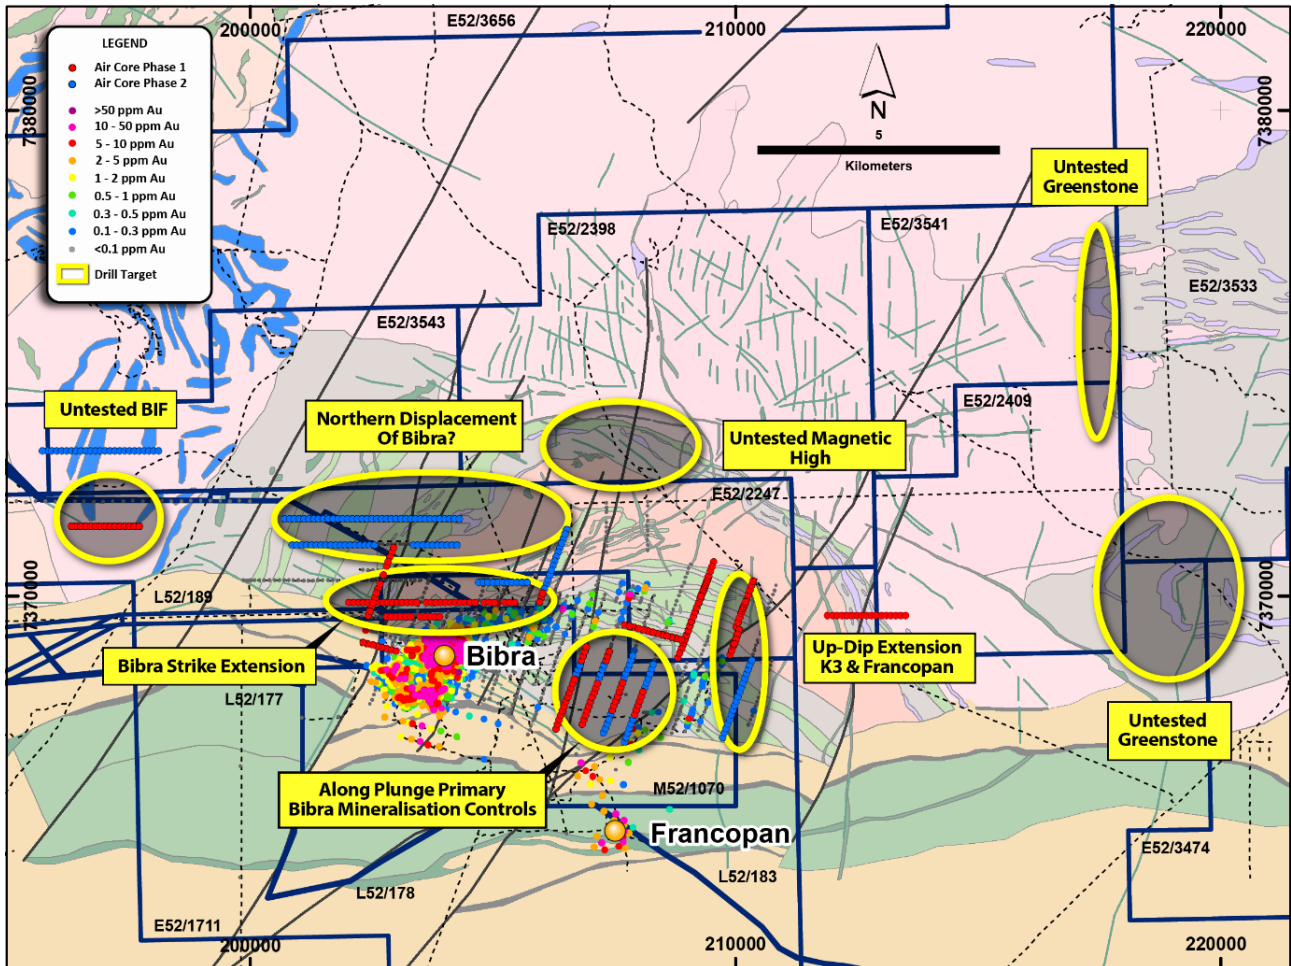 E52/3656
200000
210000
220000
LEGEND
Air Core Phase 1
Air Core Phase 2
>50 ppm Au
10 - 50 ppm Au
5 - 10 ppm Au
2 - 5 ppm Au
1 - 2 ppm Au
0.5 - 1 ppm Au
0.3 - 0.5 ppm Au
0.1 - 0.3 ppm Au
<0.1 ppm Au
Drill Target
7380000
N
5
Kilometers
7380000
Untested
Greenstone
E52/2398
E52/3541
E52/3533
E52/3543
E52/2409
Untested BIF
Northern Displacement
Of Bibra?
Untested Magnetic
High
E52/2247
7370000
L52/189
7370000
Bibra Strike Extension
Bibra
Up-Dip Extension
K3 & Francopan
L52/177
Untested
Greenstone
Along Plunge Primary
Bibra Mineralisation Controls
M52/1070
Francopan
E52/3474
L52/178
L52/183
E52/1711
200000
210000
220000